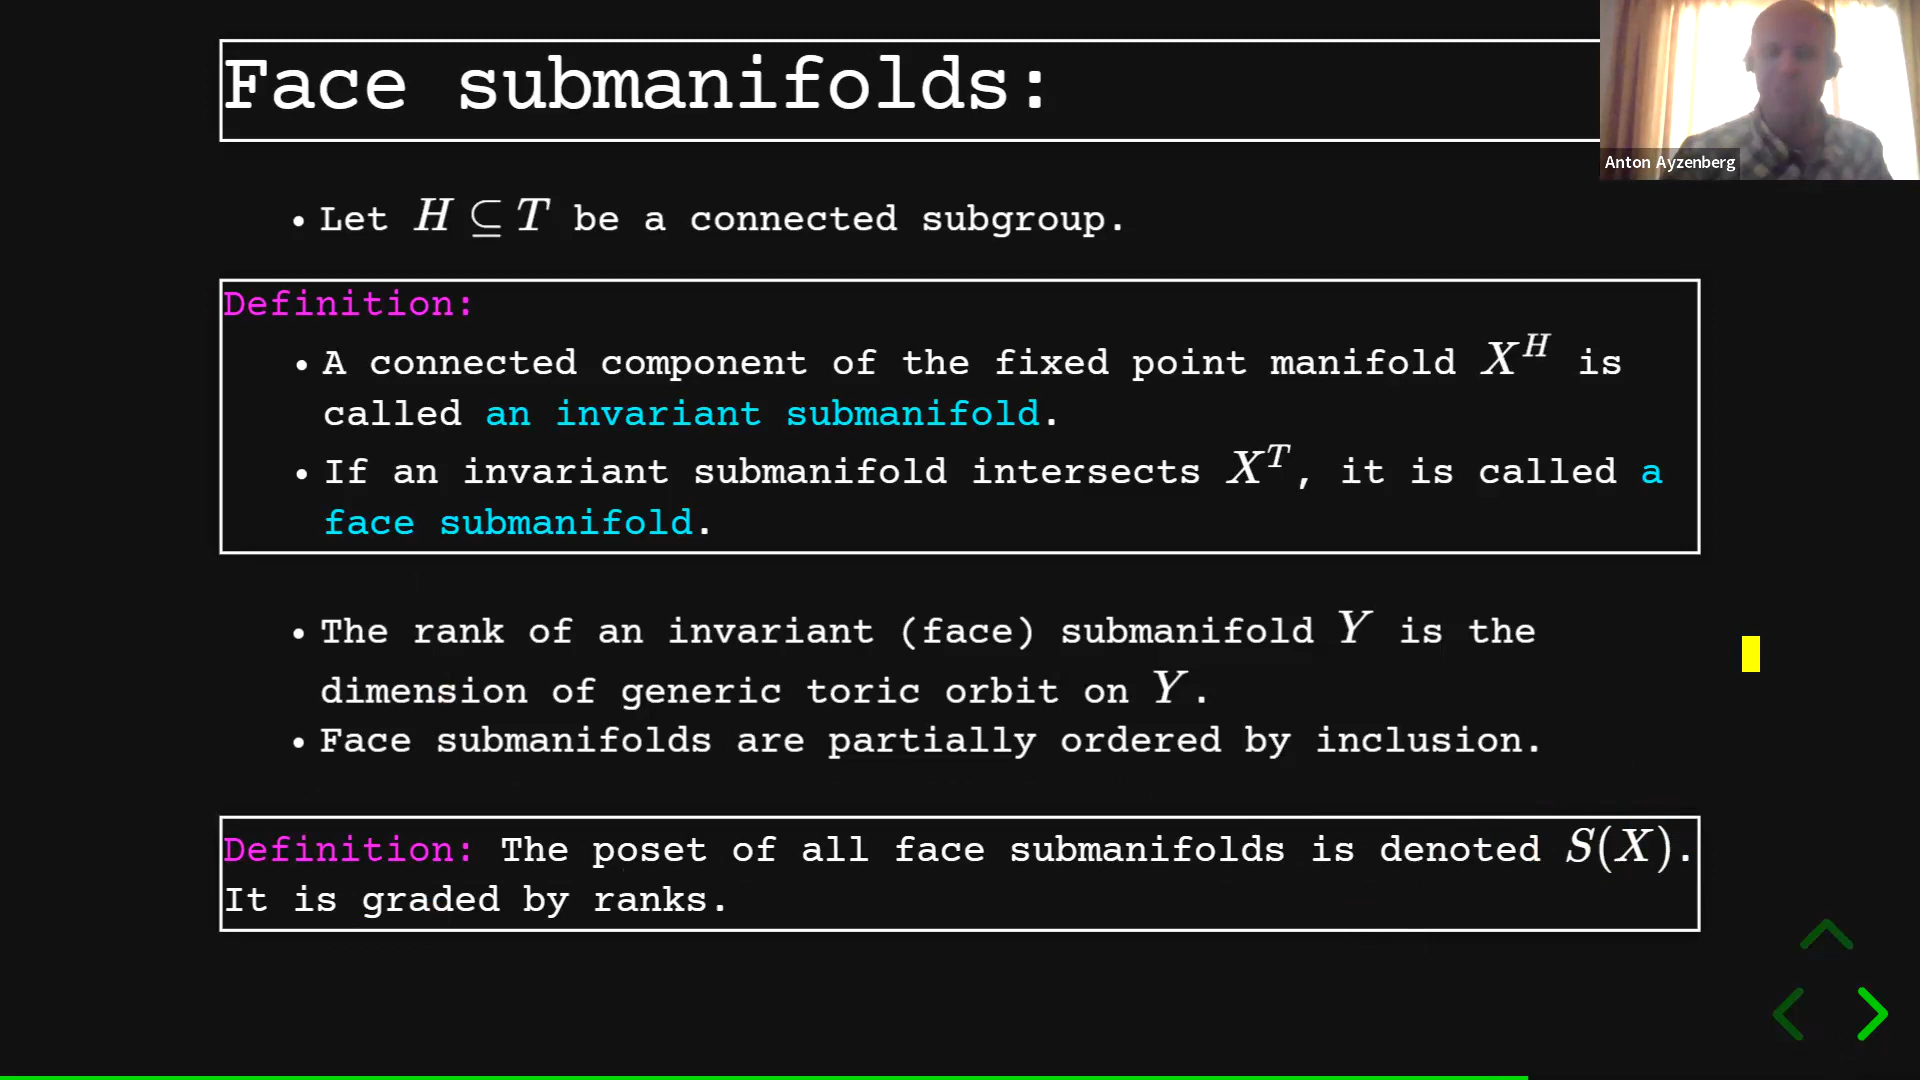 Face submanifolds:
Anton Ayzenberg
• Let H ⊆ T be a connected subgroup.
Definition:
• A connected component of the fixed point manifold X^H is
called an invariant submanifold.
• If an invariant submanifold intersects X^T, it is called a
face submanifold.
• The rank of an invariant (face) submanifold Y is the
dimension of generic toric orbit on Y.
• Face submanifolds are partially ordered by inclusion.
Definition: The poset of all face submanifolds is denoted S(X).
It is graded by ranks.